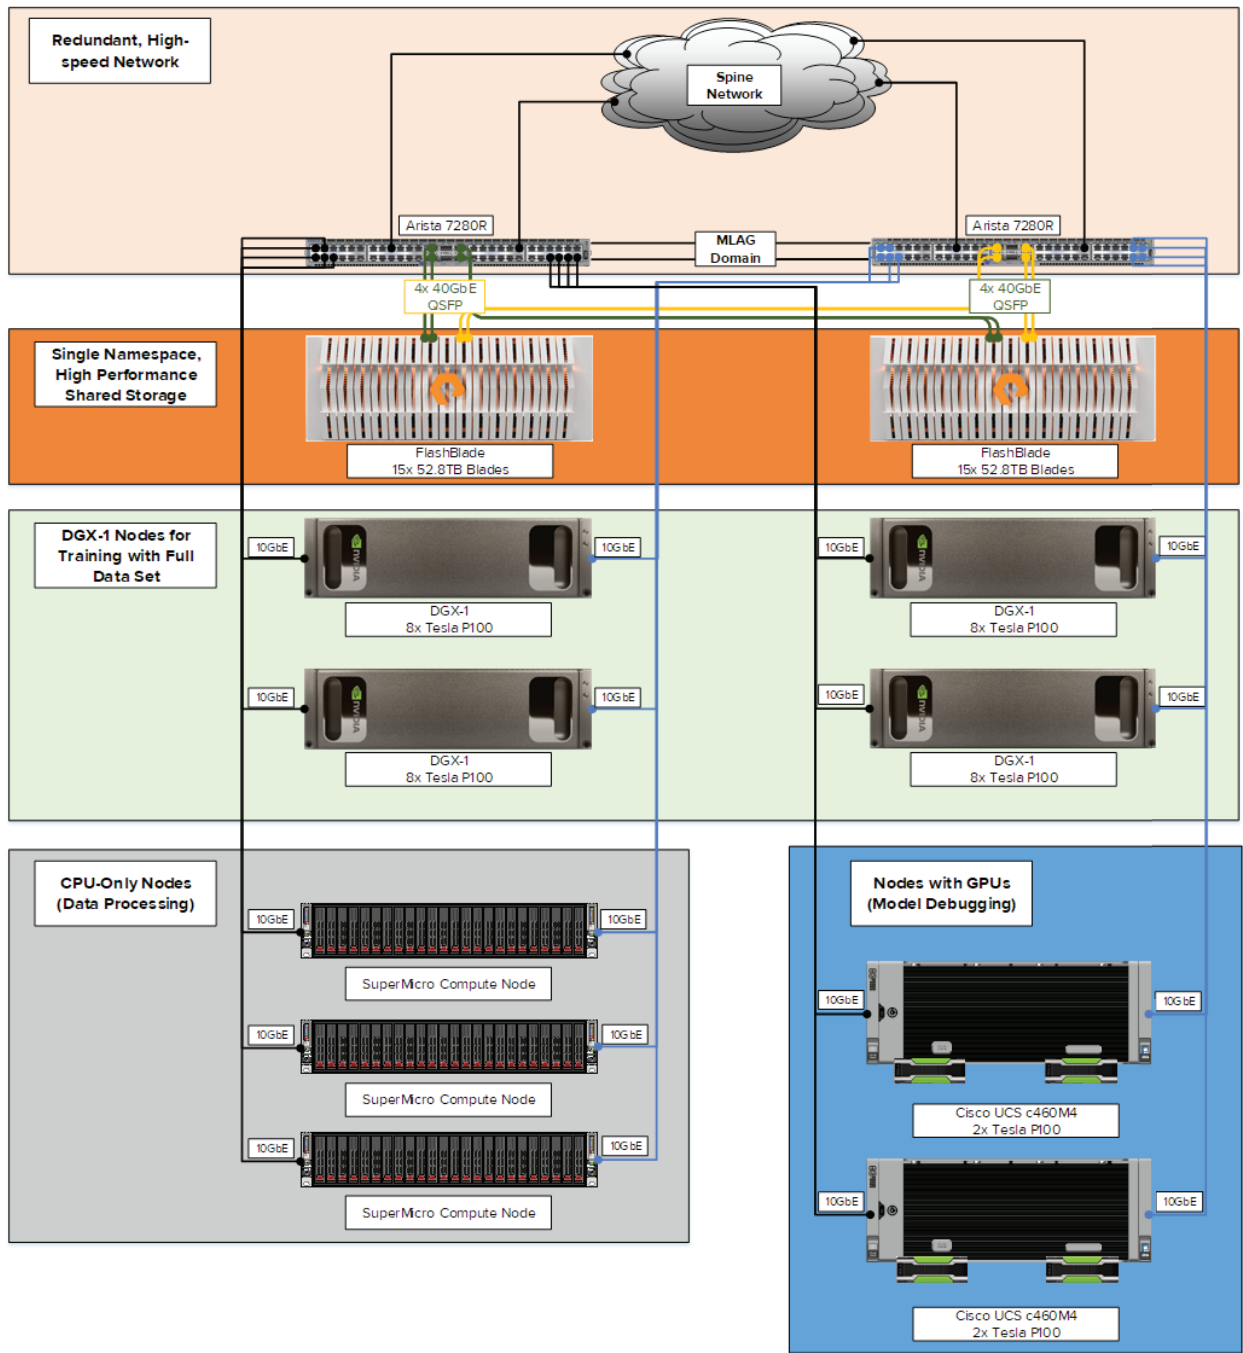 Redundant, High-
speed Network
Spine
Network
Arista 7280R
Arista 7280R
MLAG
Domain
4x 40GbE
QSFP
4x 40GbE
QSFP
Single Namespace,
High Performance
Shared Storage
FlashBlade
15x 52.8TB Blades
FlashBlade
15x 52.8TB Blades
DGX-1 Nodes for
Training with Full
Data Set
10GbE
NVIDIA
10GbE
10GbE
NVIDIA
10GbE
DGX-1
8x Tesla P100
DGX-1
8x Tesla P100
10GbE
NVIDIA
10GbE
10GbE
NVIDIA
10GbE
DGX-1
8x Tesla P100
DGX-1
8x Tesla P100
CPU-Only Nodes
(Data Processing)
10GbE
10GbE
SuperMicro Compute Node
10GbE
10GbE
SuperMicro Compute Node
10GbE
10GbE
SuperMicro Compute Node
Nodes with GPUs
(Model Debugging)
10GbE
10GbE
Cisco UCS c460M4
2x Tesla P100
10GbE
10GbE
Cisco UCS c460M4
2x Tesla P100